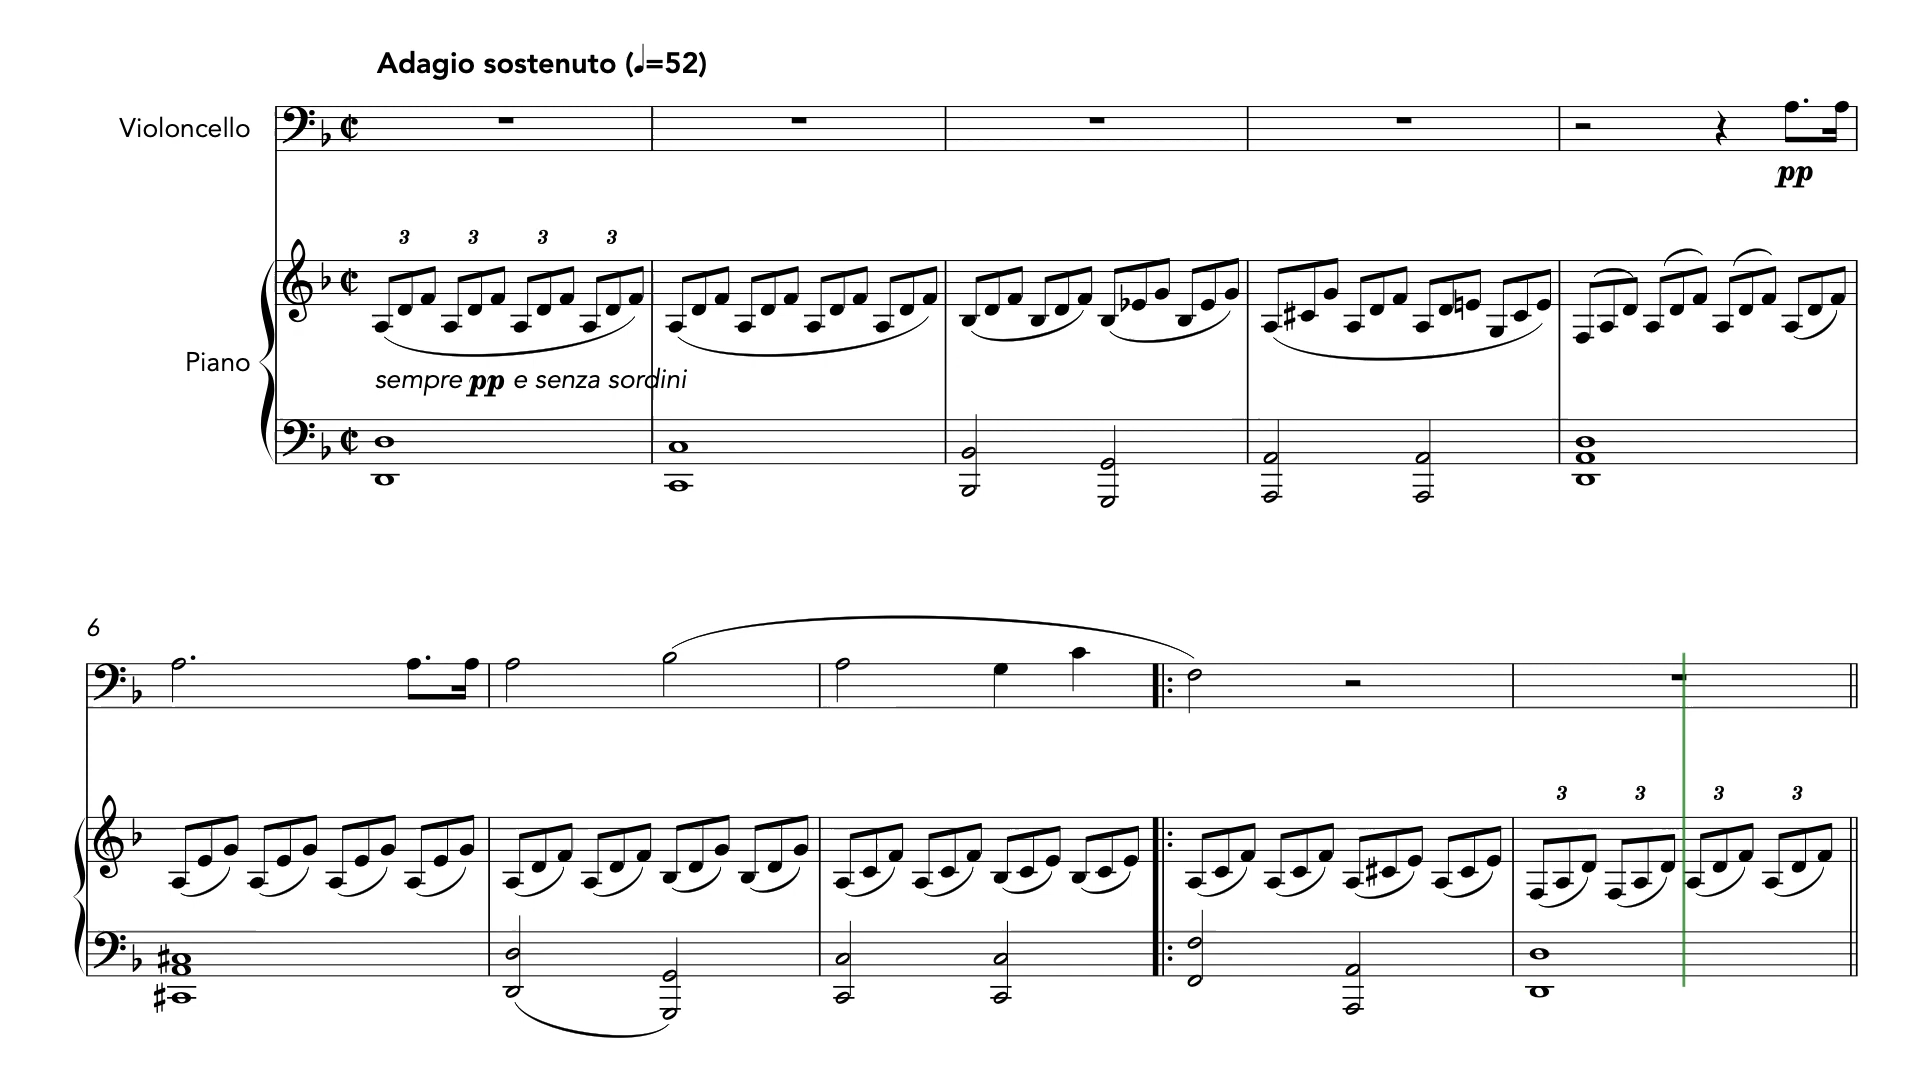 Adagio sostenuto (♩=52)
Violoncello
pp
3 3 3 3
Piano
sempre pp e senza sordini
6
3 3 3 3